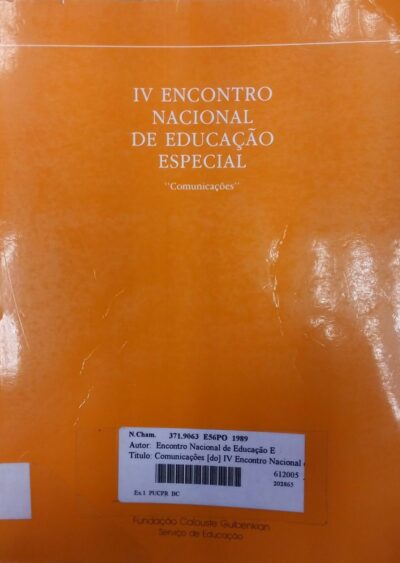 IV ENCONTRO
NACIONAL
DE EDUCAÇÃO
ESPECIAL
"Comunicações"
N.Cham. 371.9063 E56PO 1989
Autor: Encontro Nacional de Educação E
Título: Comunicações [do] IV Encontro Nacional
612005
202865
Ex.1 PUCPR BC
Fundação Calouste Gulbenkian
Serviço de Educação